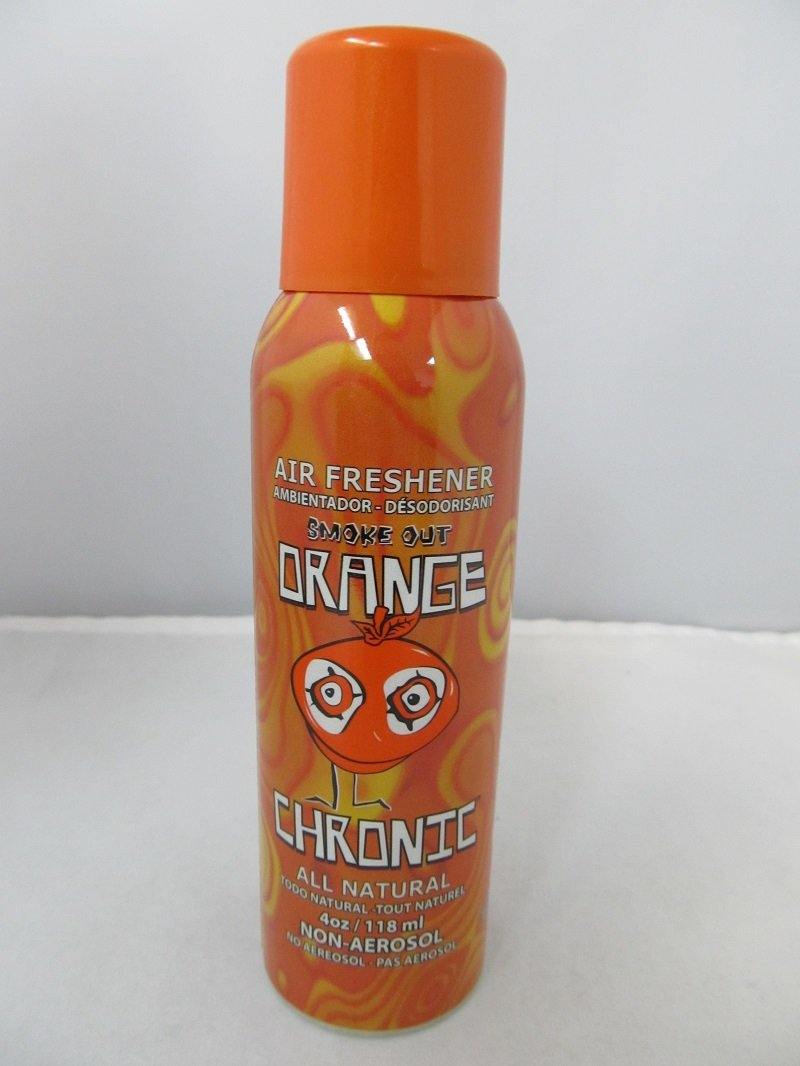 AIR FRESHENER
AMBIENTADOR - DÉSODORISANT
SMOKE OUT
ORANGE
CHRONIC
ALL NATURAL
TODO NATURAL - TOUT NATUREL
4oz / 118 ml
NON-AEROSOL
NO AEREOSOL - PAS AEROSOL